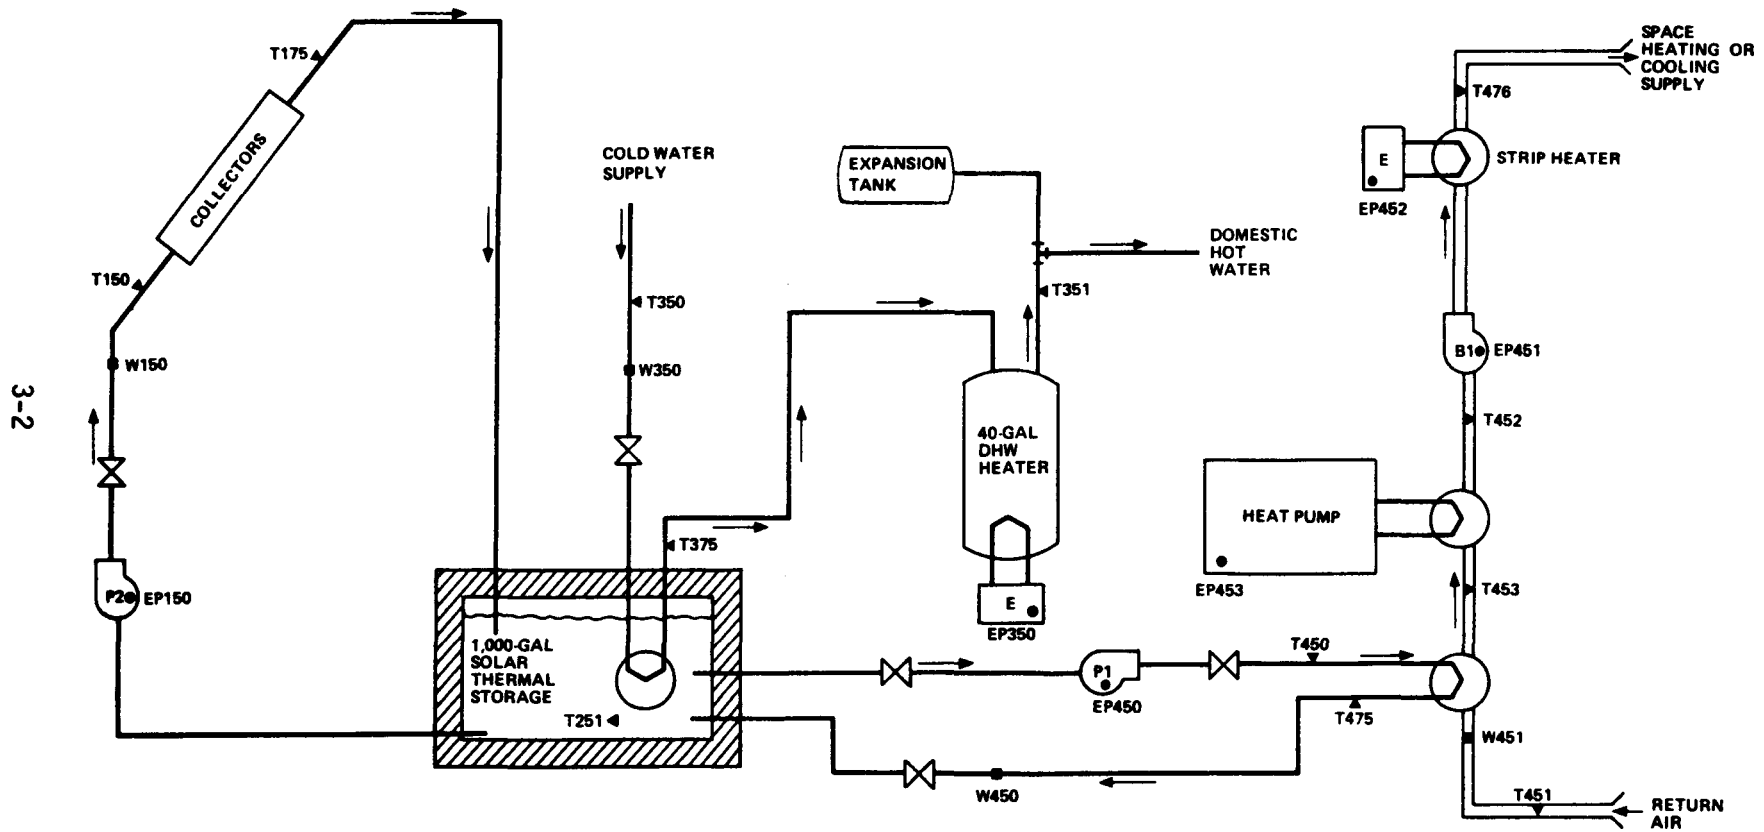 SPACE
HEATING OR
COOLING
SUPPLY
T175
T476
COLLECTORS
COLD WATER
SUPPLY
EXPANSION
TANK
E
STRIP HEATER
EP452
DOMESTIC
HOT
WATER
T150
T350
T351
W150
W350
B1
EP451
3-2
T452
40-GAL
DHW
HEATER
HEAT PUMP
T375
EP453
T453
P2
EP150
E
EP350
1,000-GAL
SOLAR
THERMAL
STORAGE
T251
P1
EP450
T450
T475
W451
W450
T451
RETURN
AIR